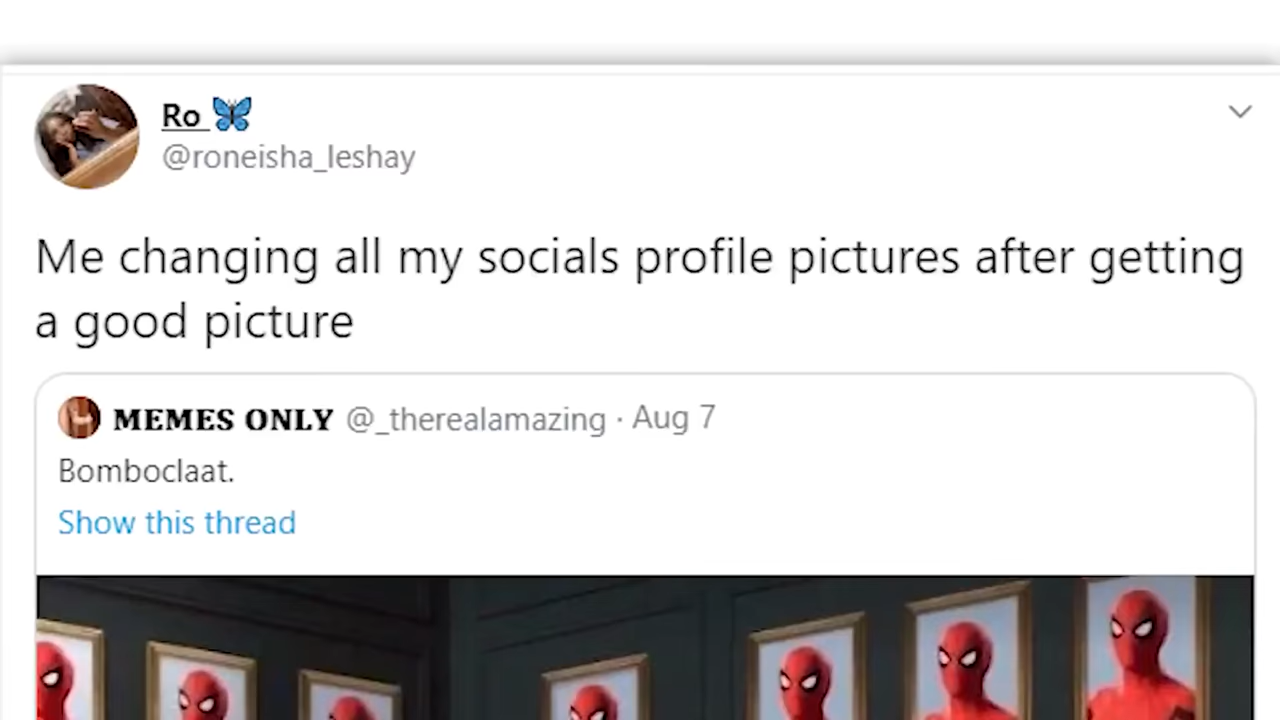 Ro 🦋
@roneisha_leshay
Me changing all my socials profile pictures after getting
a good picture
MEMES ONLY @_therealamazing · Aug 7
Bomboclaat.
Show this thread